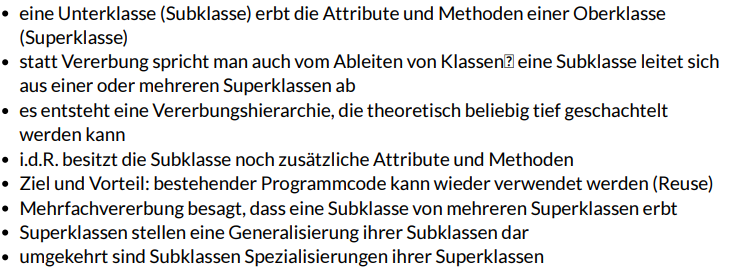 • eine Unterklasse (Subklasse) erbt die Attribute und Methoden einer Oberklasse
(Superklasse)
• statt Vererbung spricht man auch vom Ableiten von Klassen eine Subklasse leitet sich
aus einer oder mehreren Superklassen ab
• es entsteht eine Vererbungshierarchie, die theoretisch beliebig tief geschachtelt
werden kann
• i.d.R. besitzt die Subklasse noch zusätzliche Attribute und Methoden
• Ziel und Vorteil: bestehender Programmcode kann wieder verwendet werden (Reuse)
• Mehrfachvererbung besagt, dass eine Subklasse von mehreren Superklassen erbt
• Superklassen stellen eine Generalisierung ihrer Subklassen dar
• umgekehrt sind Subklassen Spezialisierungen ihrer Superklassen